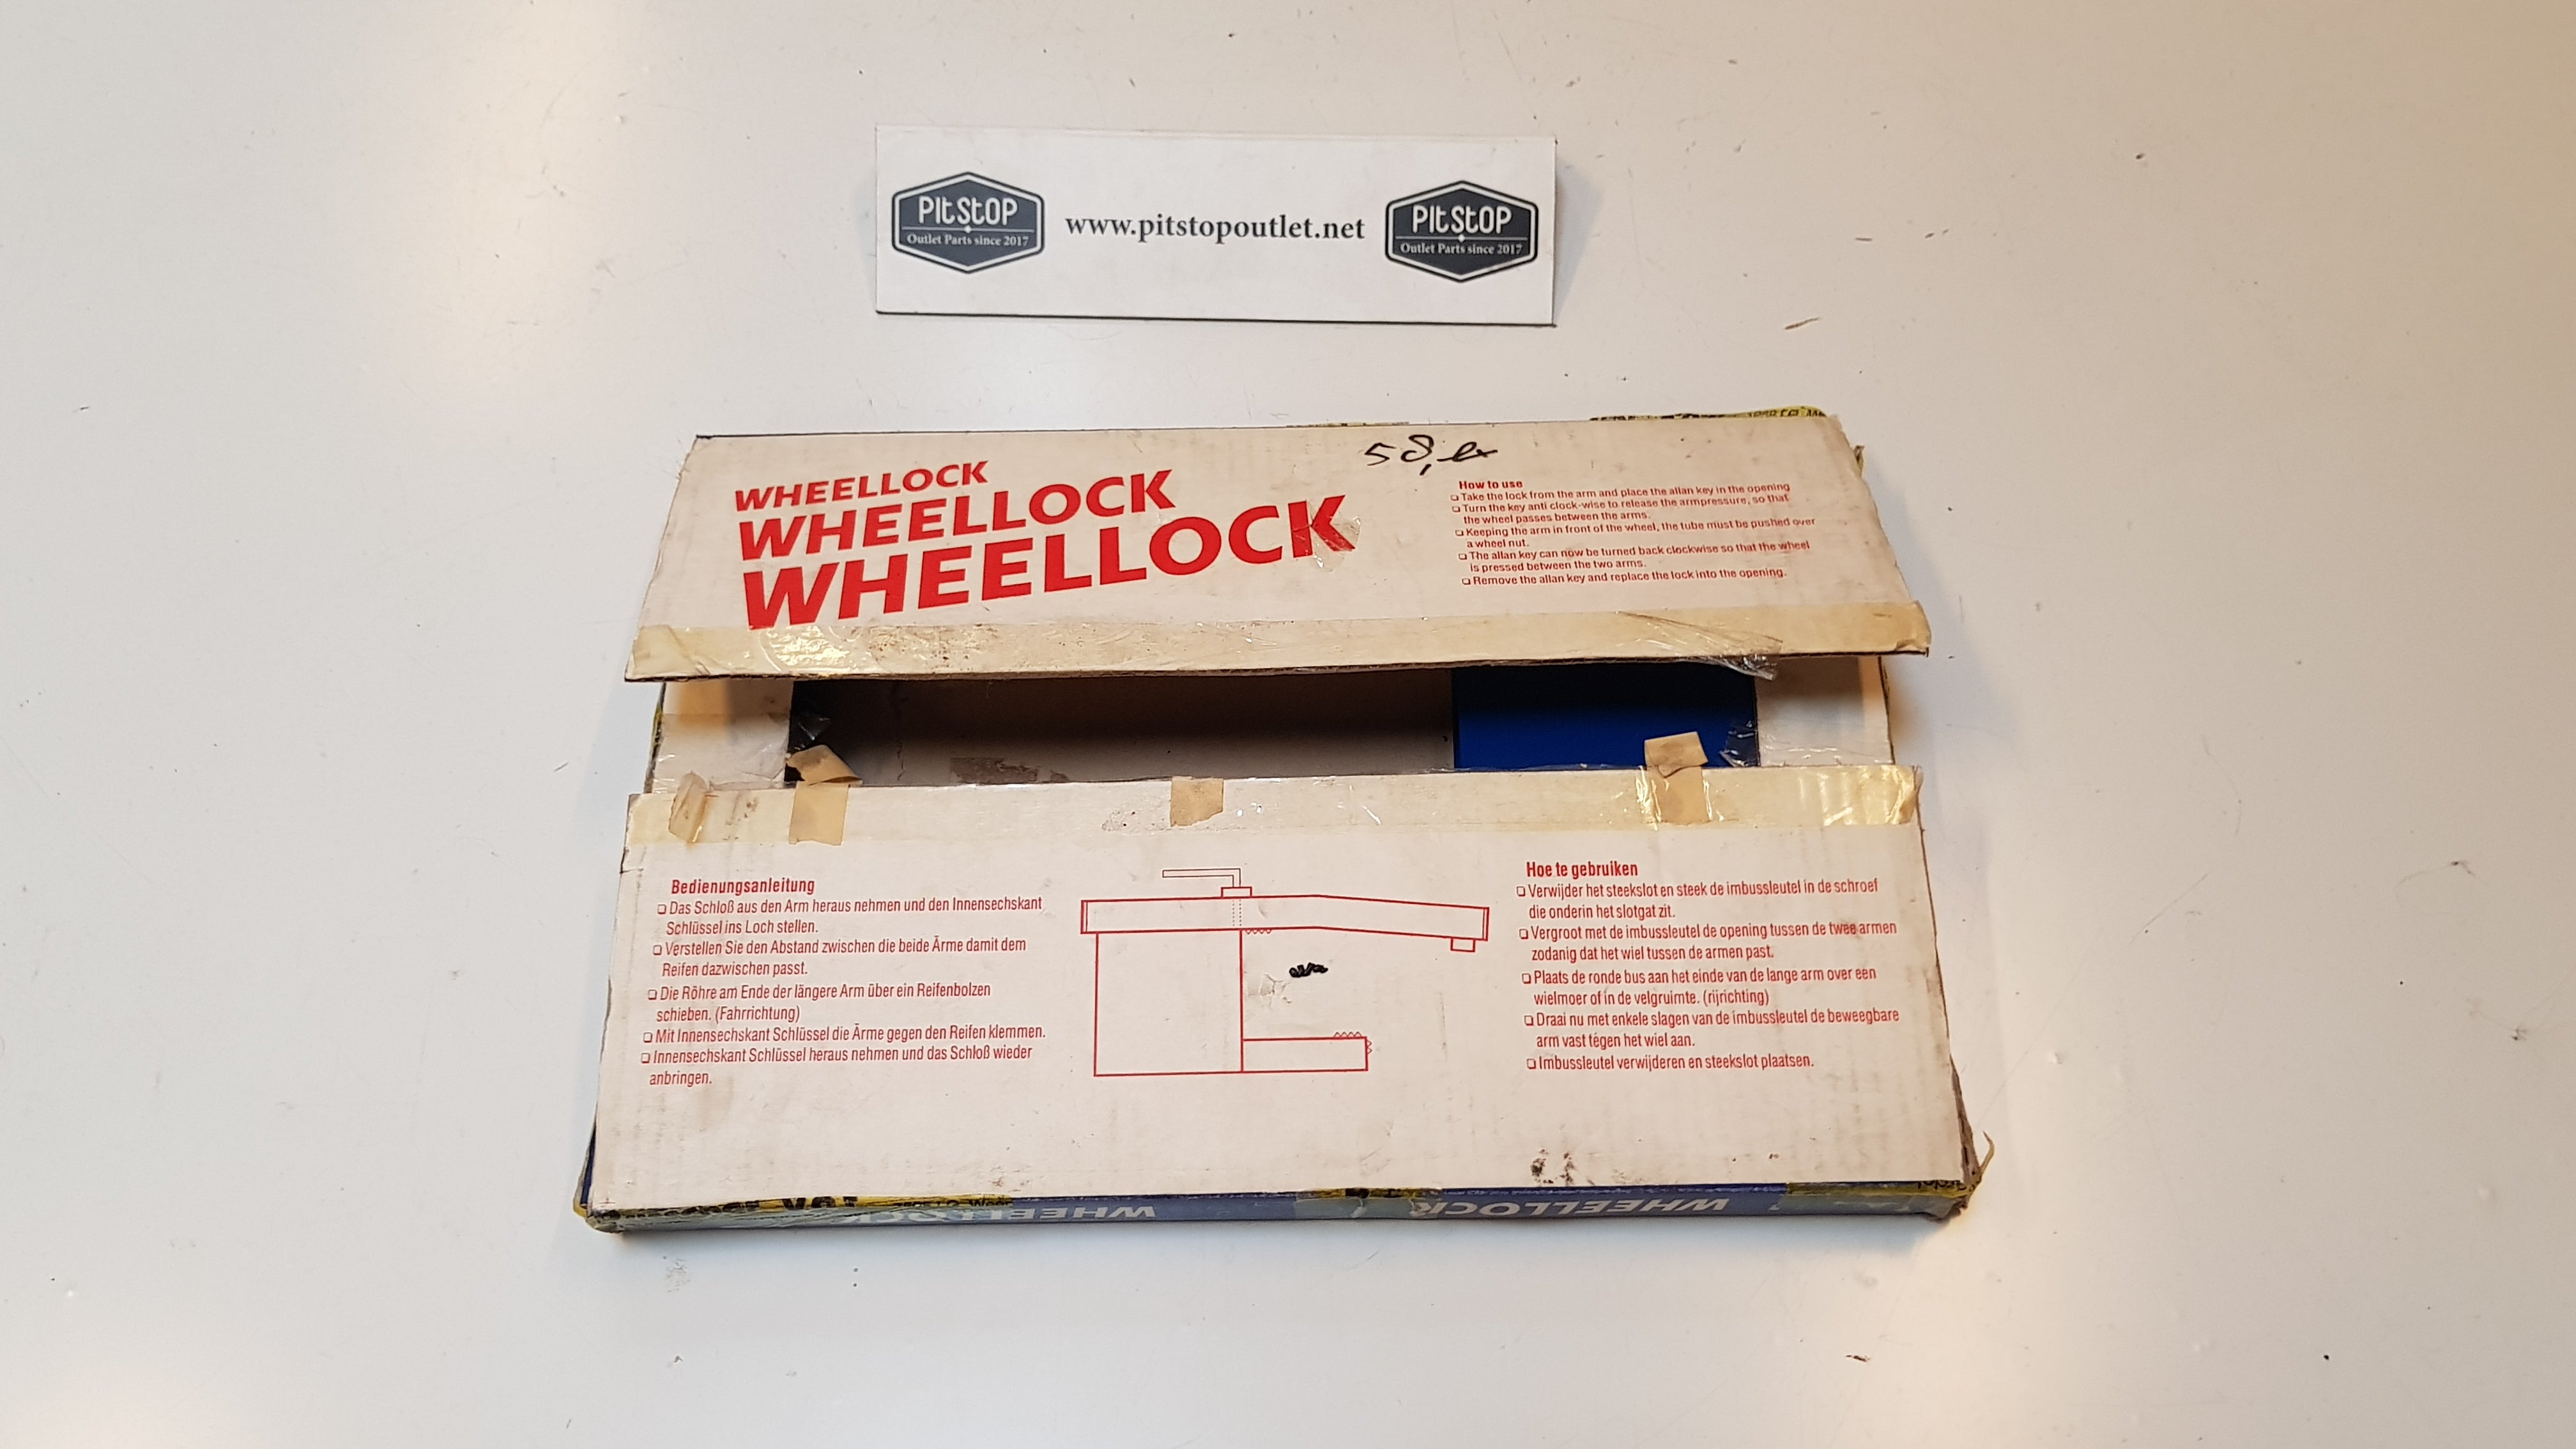 PITSTOP
Outlet Parts since 2017
www.pitstopoutlet.net
PITSTOP
Outlet Parts since 2017
WHEELLOCK
WHEELLOCK
WHEELLOCK
58,
How to use
❏ Take the lock from the arm and place the allan key in the opening
❏ Turn the key anti clock-wise to release the armpressure, so that
the wheel passes between the arms.
❏ Keeping the arm in front of the wheel, the tube must be pushed over
a wheel nut.
❏ The allan key can now be turned back clockwise so that the wheel
is pressed between the two arms.
❏ Remove the allan key and replace the lock into the opening.
Bedienungsanleitung
❏ Das Schloß aus den Arm heraus nehmen und den Innensechskant
Schlüssel ins Loch stellen.
❏ Verstellen Sie den Abstand zwischen die beide Ärme damit dem
Reifen dazwischen passt.
❏ Die Röhre am Ende der längere Arm über ein Reifenbolzen
schieben. (Fahrrichtung)
❏ Mit Innensechskant Schlüssel die Ärme gegen den Reifen klemmen.
❏ Innensechskant Schlüssel heraus nehmen und das Schloß wieder
anbringen.
Hoe te gebruiken
❏ Verwijder het steekslot en steek de imbussleutel in de schroef
die onderin het slotgat zit.
❏ Vergroot met de imbussleutel de opening tussen de twee armen
zodanig dat het wiel tussen de armen past.
❏ Plaats de ronde bus aan het einde van de lange arm over een
wielmoer of in de velgruimte. (rijrichting)
❏ Draai nu met enkele slagen van de imbussleutel de beweegbare
arm vast tégen het wiel aan.
❏ Imbussleutel verwijderen en steekslot plaatsen.
WHEELLOCK
WHEELLOCK